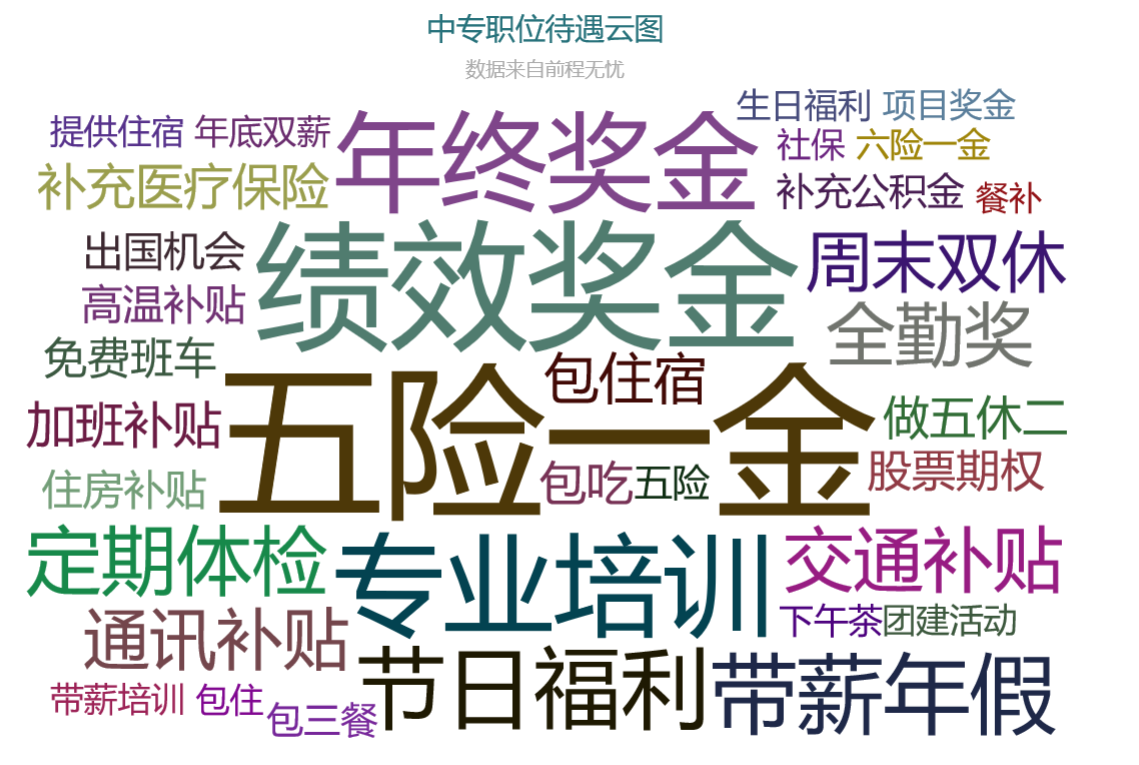 中专职位待遇云图
数据来自前程无忧
生日福利 项目奖金
提供住宿 年底双薪 年终奖金 社保 六险一金
补充医疗保险 补充公积金 餐补
出国机会 绩效奖金 周末双休
高温补贴 全勤奖
免费班车 包住宿
加班补贴 五险一金 做五休二
住房补贴 包吃 五险 股票期权
定期体检 专业培训 交通补贴
通讯补贴 下午茶 团建活动
带薪培训 包住 包三餐 节日福利 带薪年假